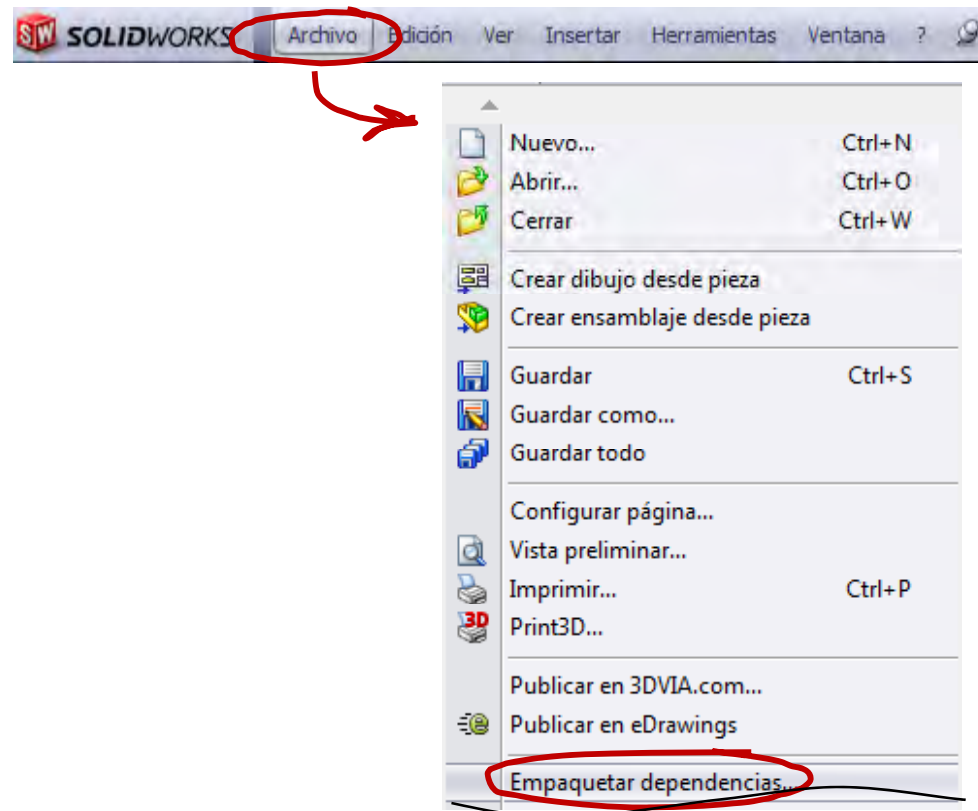 SW SOLIDWORKS Archivo Edición Ver Insertar Herramientas Ventana ?
Nuevo... Ctrl+N
Abrir... Ctrl+O
Cerrar Ctrl+W
Crear dibujo desde pieza
Crear ensamblaje desde pieza
Guardar Ctrl+S
Guardar como...
Guardar todo
Configurar página...
Vista preliminar...
Imprimir... Ctrl+P
3D Print3D...
Publicar en 3DVIA.com...
Publicar en eDrawings
Empaquetar dependencias...